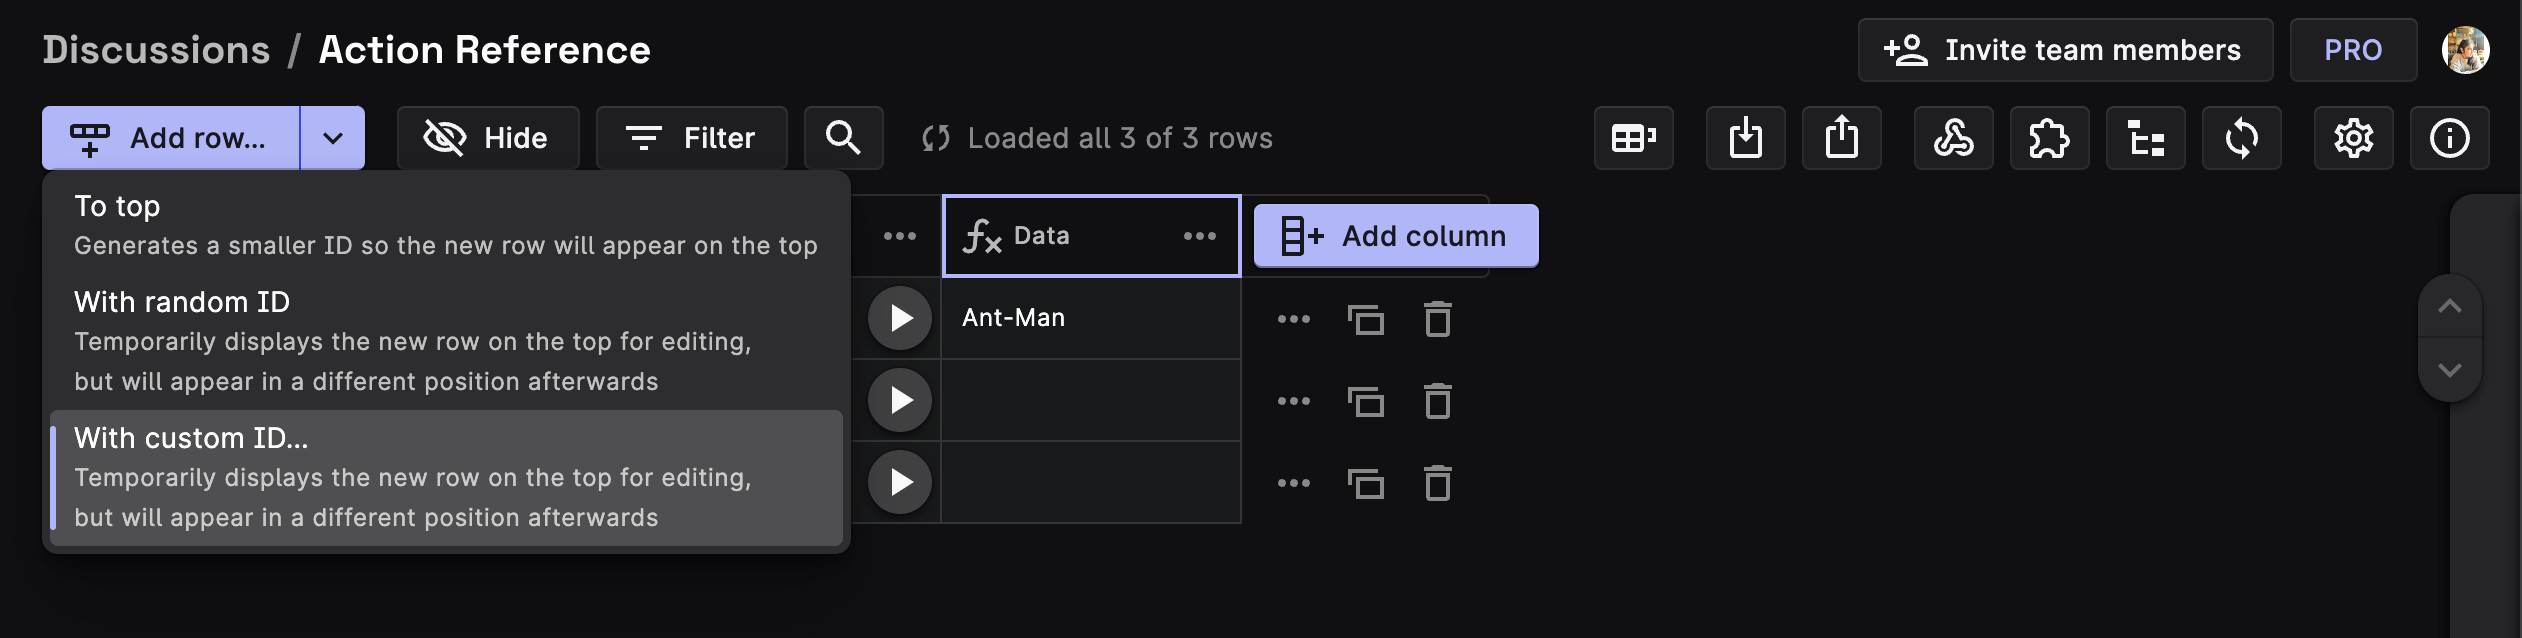 Discussions / Action Reference
Invite team members
PRO
Add row...
Hide
Filter
Loaded all 3 of 3 rows
To top
Generates a smaller ID so the new row will appear on the top
With random ID
Temporarily displays the new row on the top for editing,
but will appear in a different position afterwards
With custom ID...
Temporarily displays the new row on the top for editing,
but will appear in a different position afterwards
Data
Add column
Ant-Man